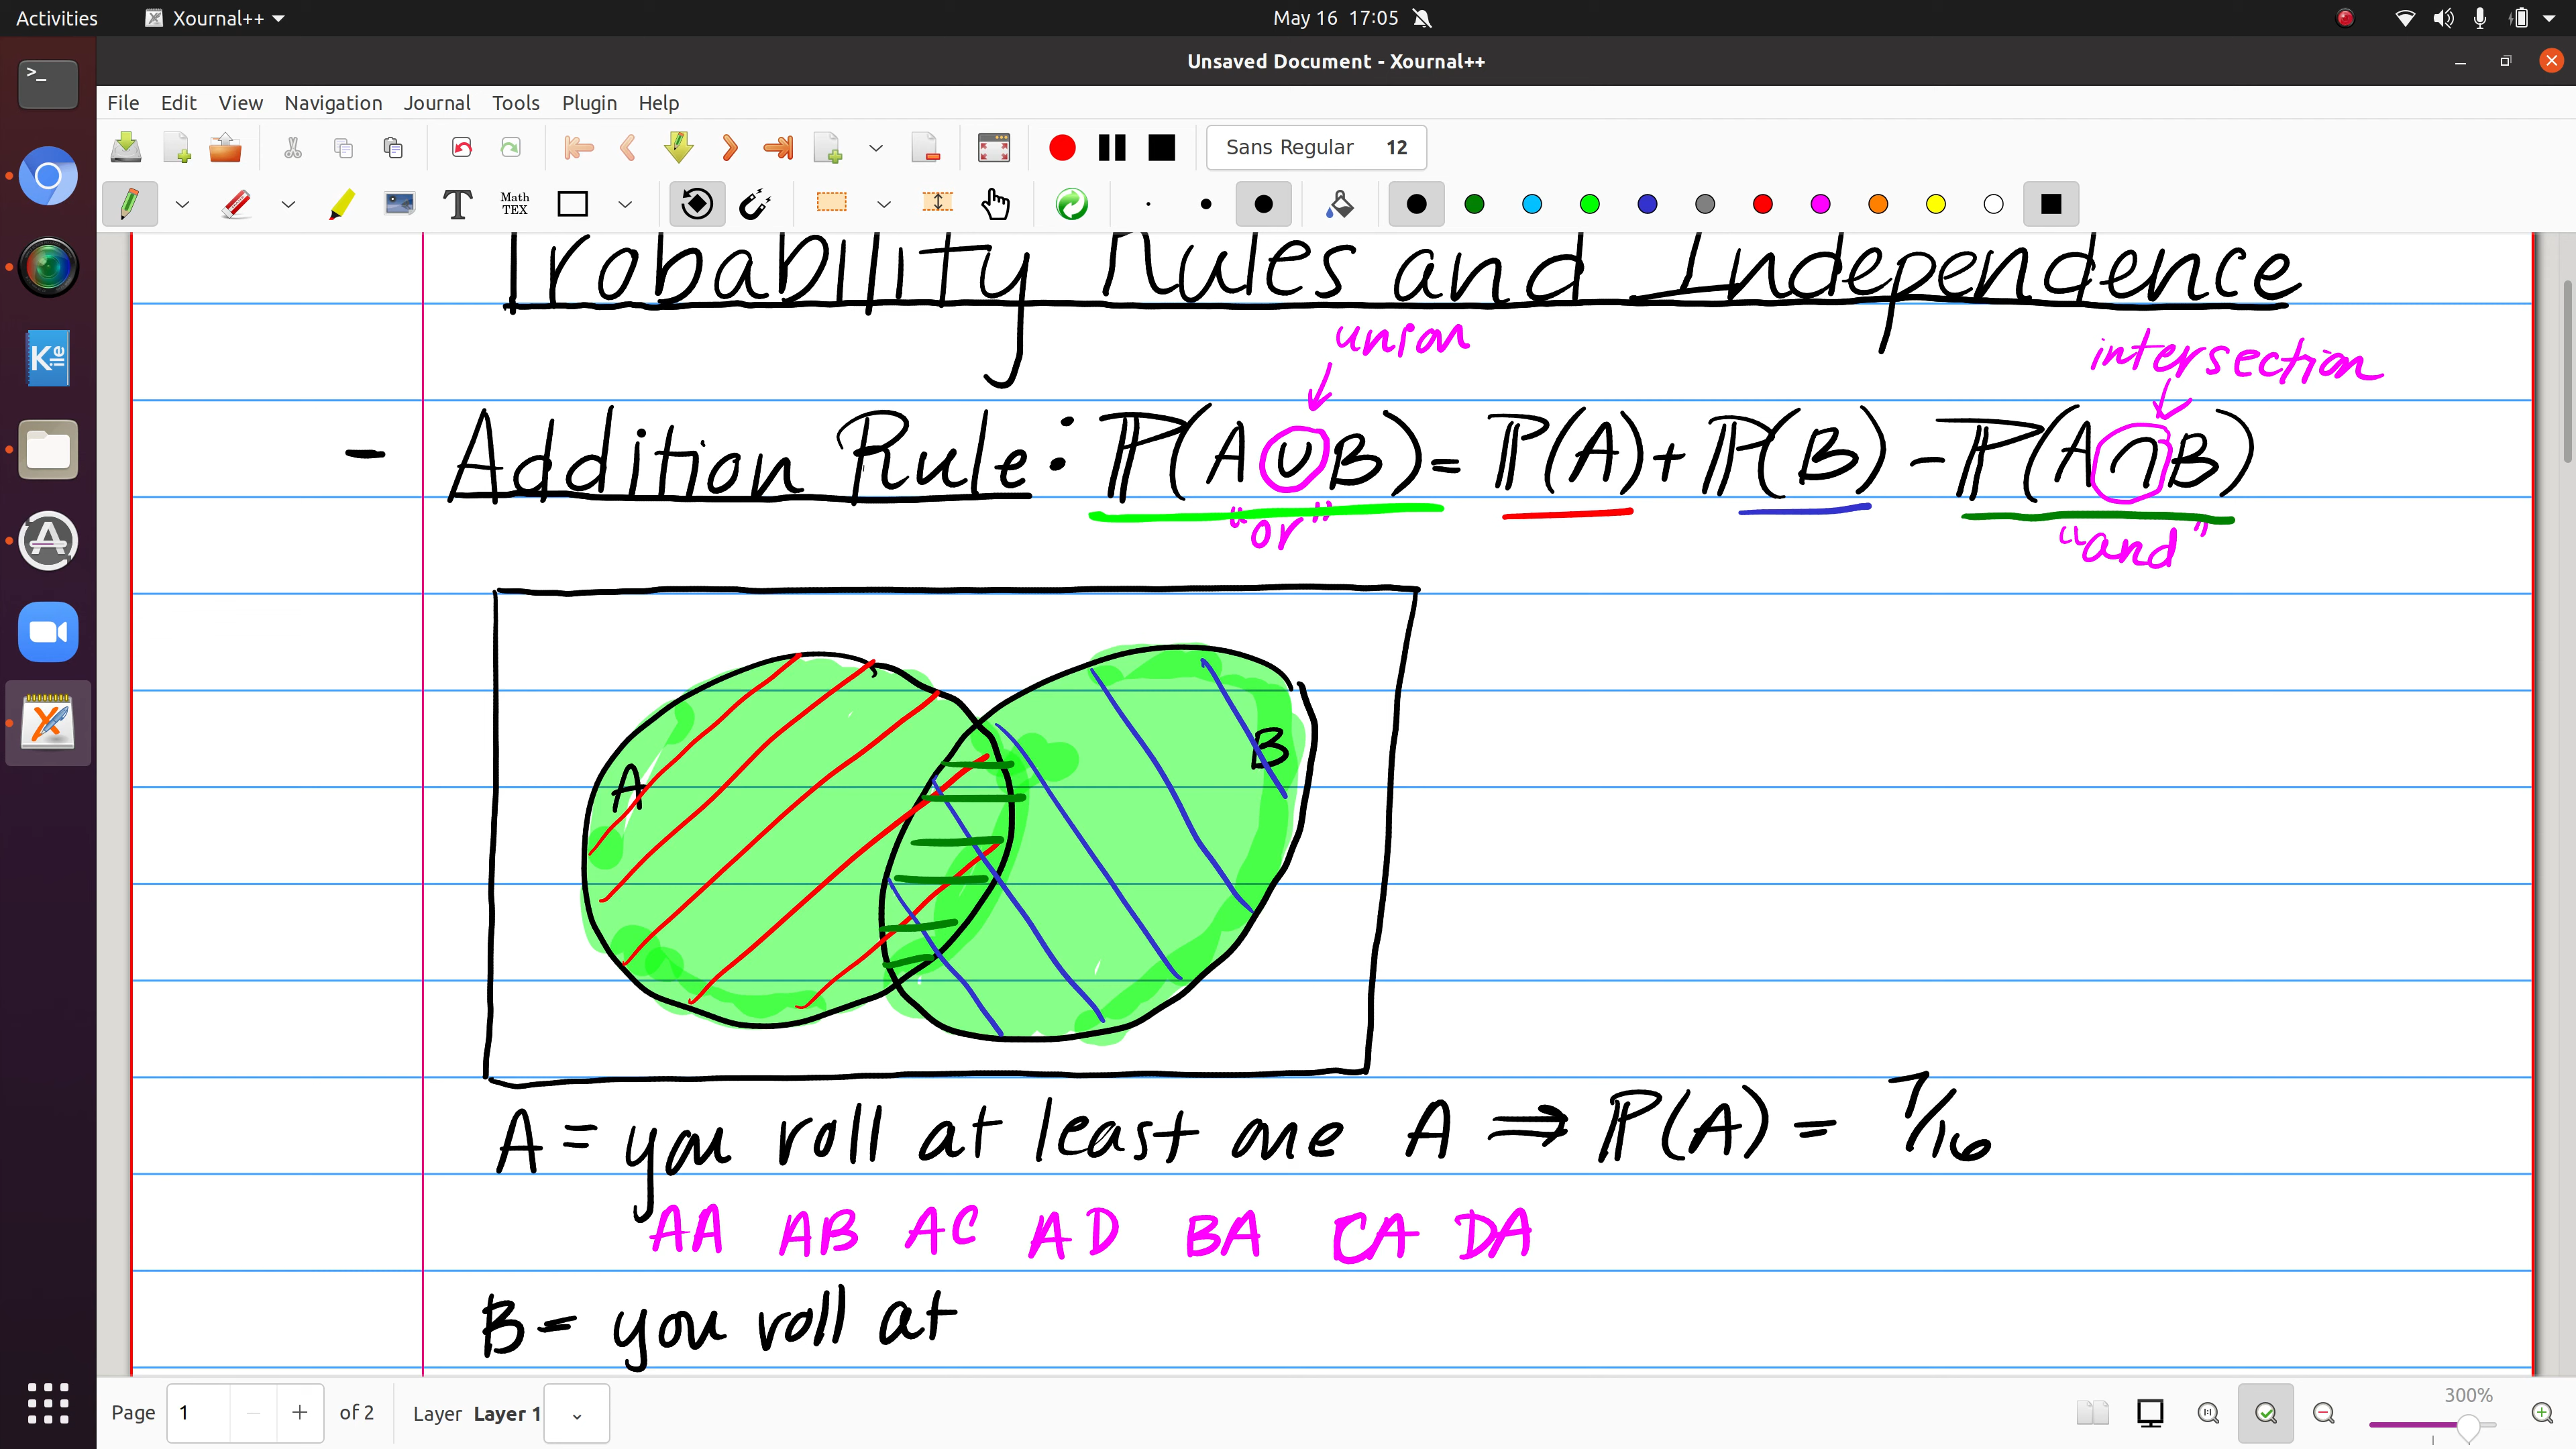 Activities Xournal++ May 16 17:05
Unsaved Document - Xournal++
File Edit View Navigation Journal Tools Plugin Help
Sans Regular 12
Math TEX
Probability Rules and Independence
union
intersection
- Addition Rule: ℙ(A∪B) = ℙ(A) + ℙ(B) - ℙ(A∩B)
"or"
"and"
A
B
A = you roll at least one A ⇒ ℙ(A) = 7/16
AA AB AC AD BA CA DA
B = you roll at
Page 1 of 2 Layer Layer 1 300%